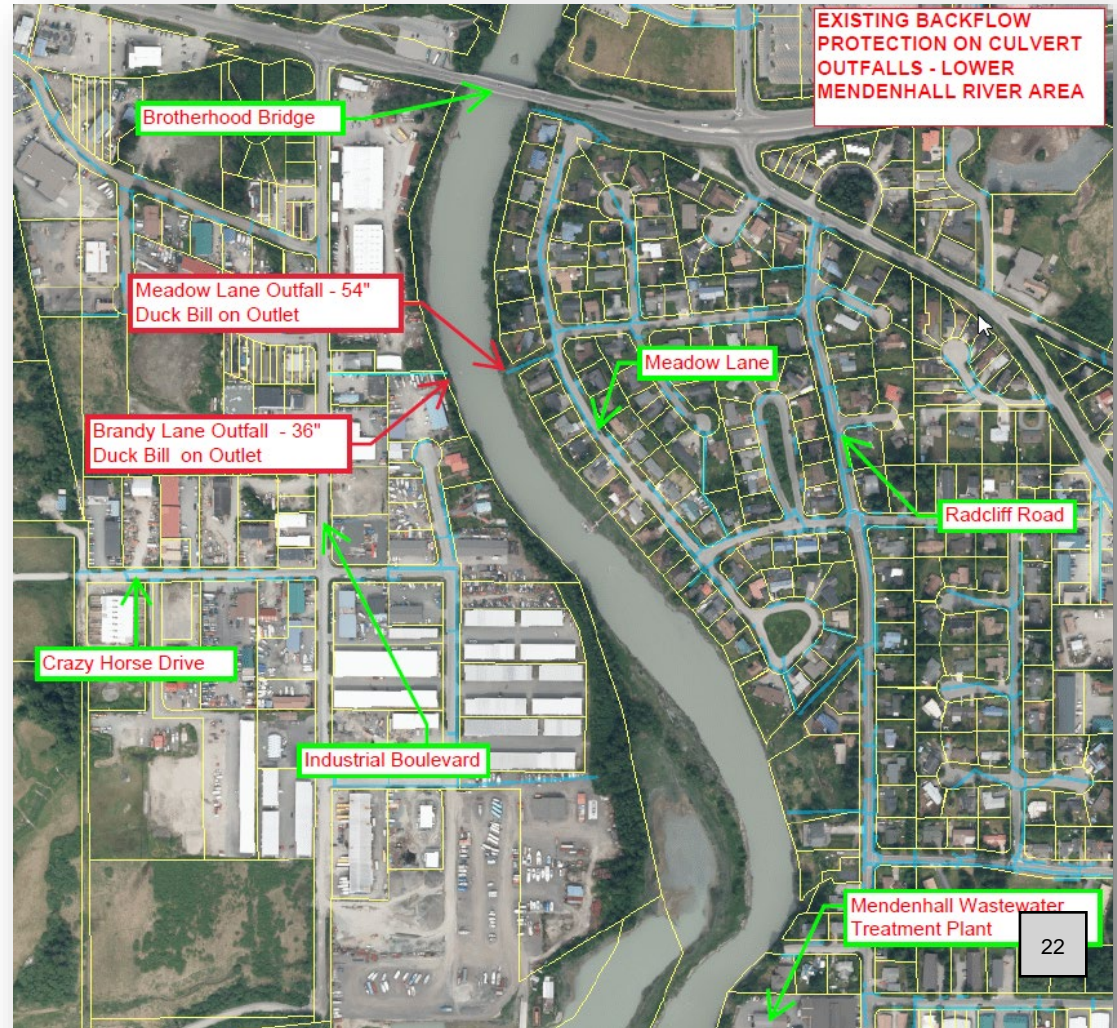 EXISTING BACKFLOW
PROTECTION ON CULVERT
OUTFALLS - LOWER
MENDENHALL RIVER AREA
Brotherhood Bridge
Meadow Lane Outfall - 54"
Duck Bill on Outlet
Meadow Lane
Brandy Lane Outfall - 36"
Duck Bill on Outlet
Radcliff Road
Crazy Horse Drive
Industrial Boulevard
Mendenhall Wastewater
Treatment Plant
22